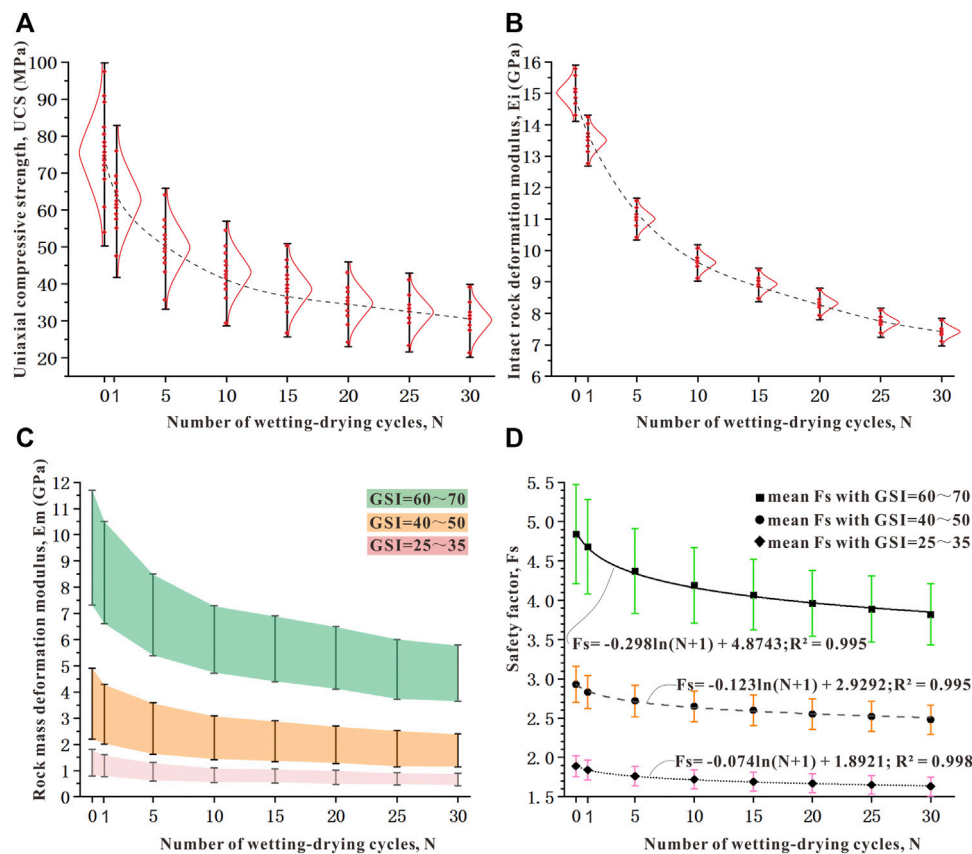 A
Uniaxial compressive strength, UCS (MPa)
100
90
80
70
60
50
40
30
20
0 1 5 10 15 20 25 30
Number of wetting-drying cycles, N
B
Intact rock deformation modulus, Ei (GPa)
16
15
14
13
12
11
10
9
8
7
6
0 1 5 10 15 20 25 30
Number of wetting-drying cycles, N
C
Rock mass deformation modulus, Em (GPa)
12
11
10
9
8
7
6
5
4
3
2
1
0
GSI=60～70
GSI=40～50
GSI=25～35
0 1 5 10 15 20 25 30
Number of wetting-drying cycles, N
D
Safety factor, Fs
5.5
5.0
4.5
4.0
3.5
3.0
2.5
2.0
1.5
mean Fs with GSI=60～70
mean Fs with GSI=40～50
mean Fs with GSI=25～35
Fs= -0.298ln(N+1) + 4.8743; R² = 0.995
Fs= -0.123ln(N+1) + 2.9292; R² = 0.995
Fs= -0.074ln(N+1) + 1.8921; R² = 0.998
0 1 5 10 15 20 25 30
Number of wetting-drying cycles, N